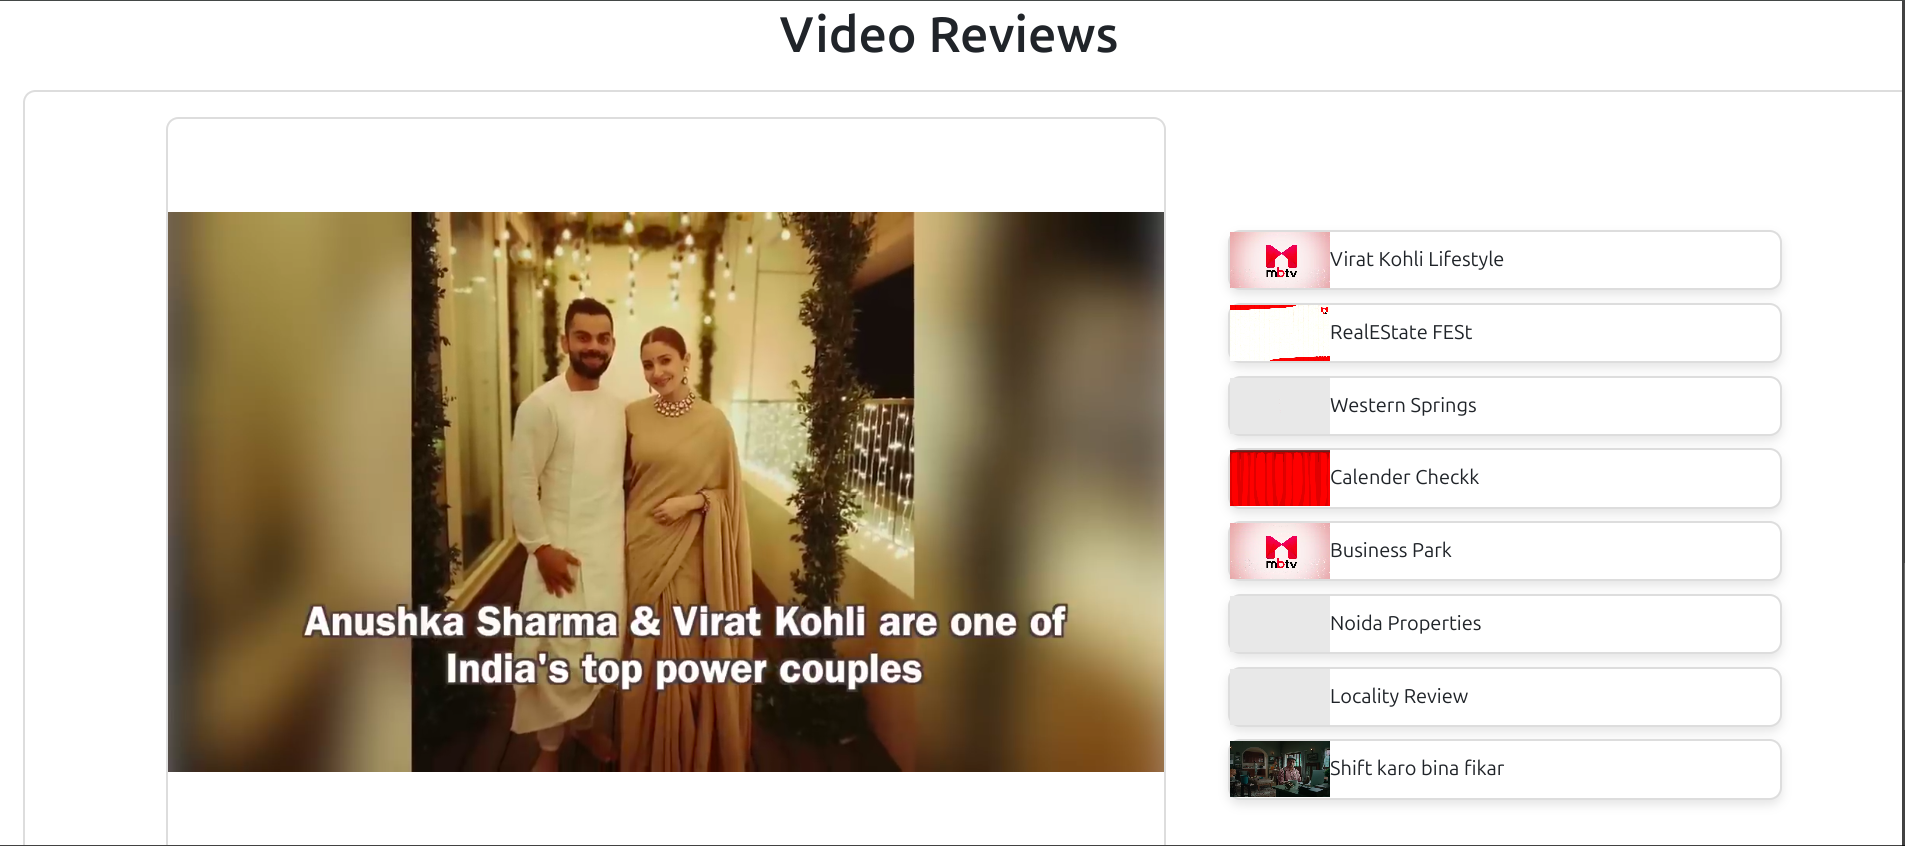 Video Reviews
Anushka Sharma & Virat Kohli are one of
India's top power couples
mbtv
Virat Kohli Lifestyle
RealEState FESt
Western Springs
Calender Checkk
mbtv
Business Park
Noida Properties
Locality Review
Shift karo bina fikar